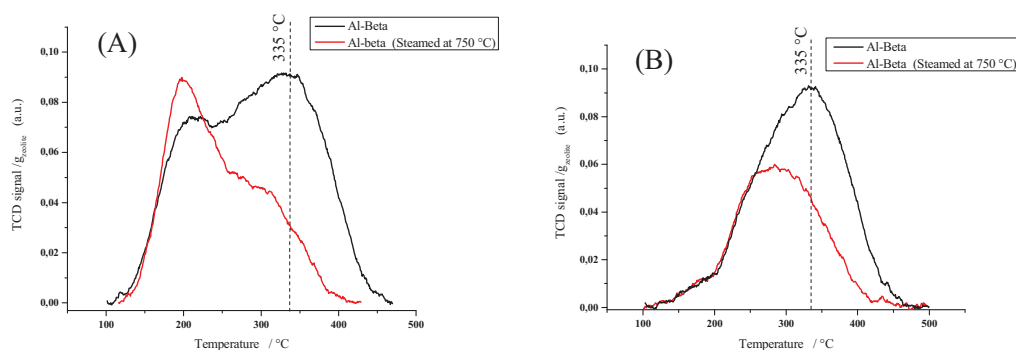 (A)
335 °C
Al-Beta
Al-beta (Steamed at 750 °C)
0,10
0,08
0,06
0,04
0,02
0,00
TCD signal /gzeolite (a.u.)
100
200
300
400
500
Temperature / °C
(B)
335 °C
Al-Beta
Al-Beta (Steamed at 750 °C)
0,10
0,08
0,06
0,04
0,02
0,00
TCD signal /gzeolite (a.u.)
100
200
300
400
500
Temperature / °C